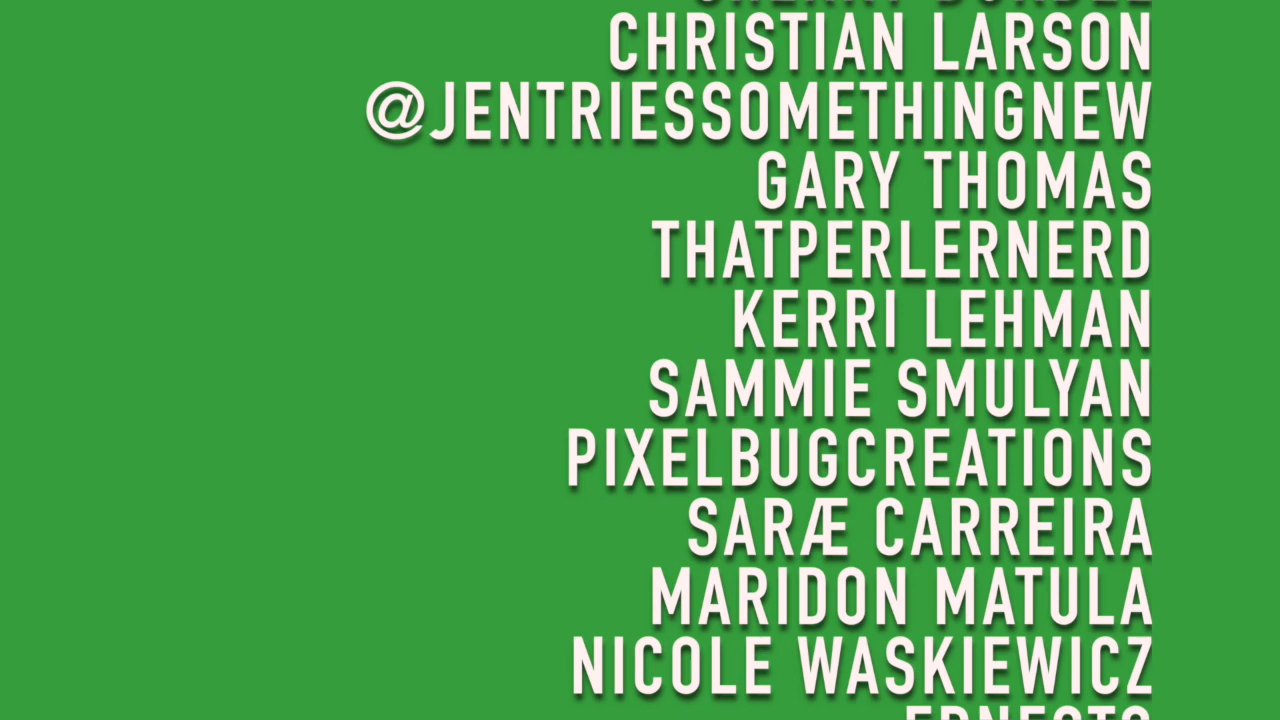 CHRISTIAN LARSON
@JENTRIESSOMETHINGNEW
GARY THOMAS
THATPERLERNERD
KERRI LEHMAN
SAMMIE SMULYAN
PIXELBUGCREATIONS
SARÆ CARREIRA
MARIDON MATULA
NICOLE WASKIEWICZ